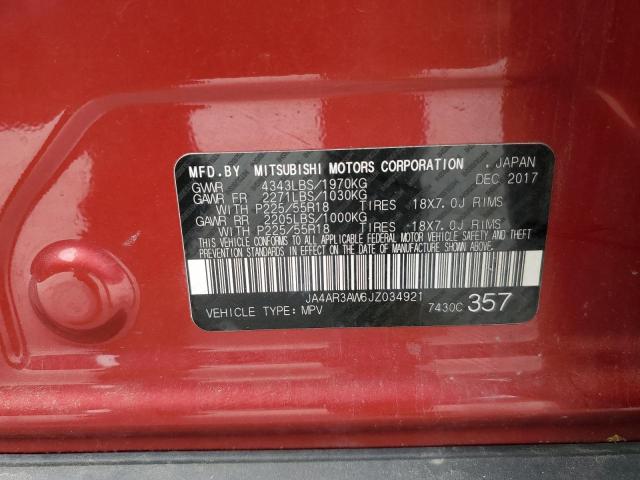 MFD.BY MITSUBISHI MOTORS CORPORATION . JAPAN
GVWR 4343LBS/1970KG DEC 2017
GAWR FR 2271LBS/1030KG
WITH P225/55R18 TIRES 18X7.0J RIMS
GAWR RR 2205LBS/1000KG
WITH P225/55R18 TIRES 18X7.0J RIMS
THIS VEHICLE CONFORMS TO ALL APPLICABLE FEDERAL MOTOR VEHICLE SAFETY, BUMPER AND THEFT
PREVENTION STANDARDS IN EFFECT ON THE DATE OF MANUFACTURE SHOWN ABOVE.
JA4AR3AW6JZ034921
VEHICLE TYPE: MPV 7430C 357